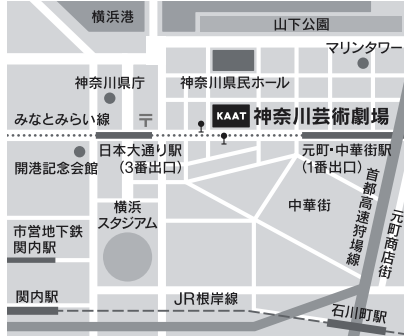 横浜港
山下公園
マリンタワー
神奈川県庁
神奈川県民ホール
KAAT 神奈川芸術劇場
みなとみらい線
〒
日本大通り駅
(3番出口)
元町・中華街駅
(1番出口)
開港記念会館
横浜
スタジアム
中華街
首都高速狩場線
元町商店街
市営地下鉄
関内駅
関内駅
JR根岸線
石川町駅